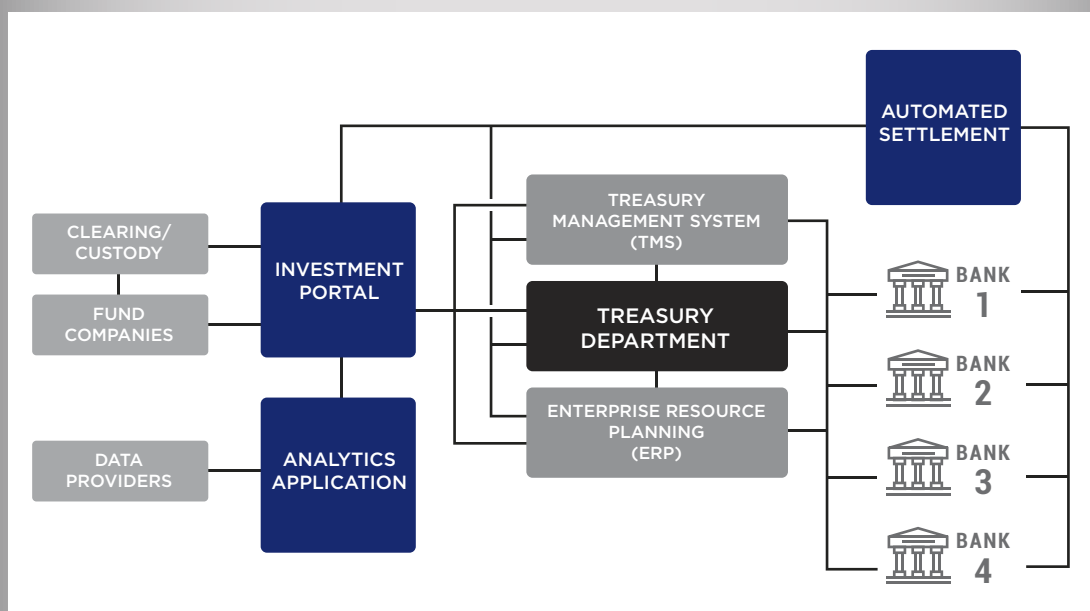 AUTOMATED
SETTLEMENT
TREASURY
MANAGEMENT SYSTEM
(TMS)
CLEARING/
CUSTODY
INVESTMENT
PORTAL
FUND
COMPANIES
TREASURY
DEPARTMENT
ENTERPRISE RESOURCE
PLANNING
(ERP)
DATA
PROVIDERS
ANALYTICS
APPLICATION
BANK
1
BANK
2
BANK
3
BANK
4